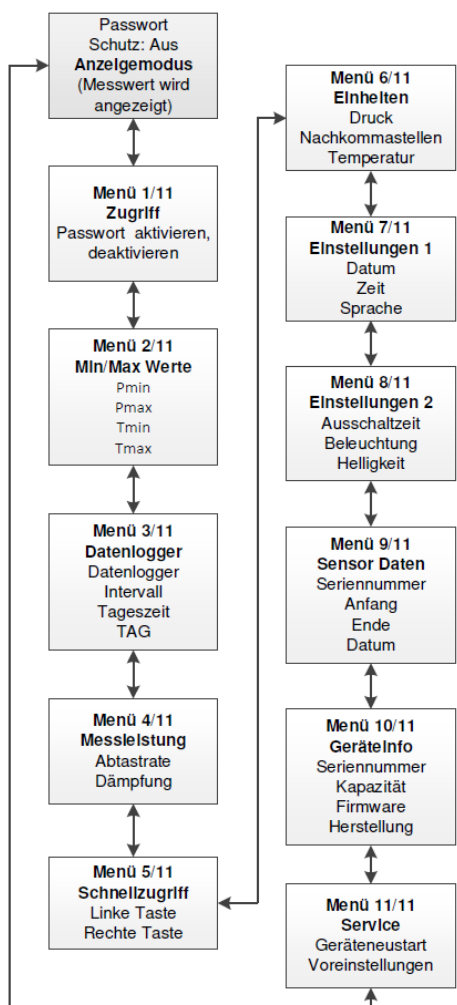 Passwort
Schutz: Aus
Anzeigemodus
(Messwert wird
angezeigt)
Menü 1/11
Zugriff
Passwort aktivieren,
deaktivieren
Menü 2/11
Min/Max Werte
Pmin
Pmax
Tmin
Tmax
Menü 3/11
Datenlogger
Datenlogger
Intervall
Tageszeit
TAG
Menü 4/11
Messleistung
Abtastrate
Dämpfung
Menü 5/11
Schnellzugriff
Linke Taste
Rechte Taste
Menü 6/11
Einheiten
Druck
Nachkommastellen
Temperatur
Menü 7/11
Einstellungen 1
Datum
Zeit
Sprache
Menü 8/11
Einstellungen 2
Ausschaltzeit
Beleuchtung
Helligkeit
Menü 9/11
Sensor Daten
Seriennummer
Anfang
Ende
Datum
Menü 10/11
GeräteInfo
Seriennummer
Kapazität
Firmware
Herstellung
Menü 11/11
Service
Geräteneustart
Voreinstellungen